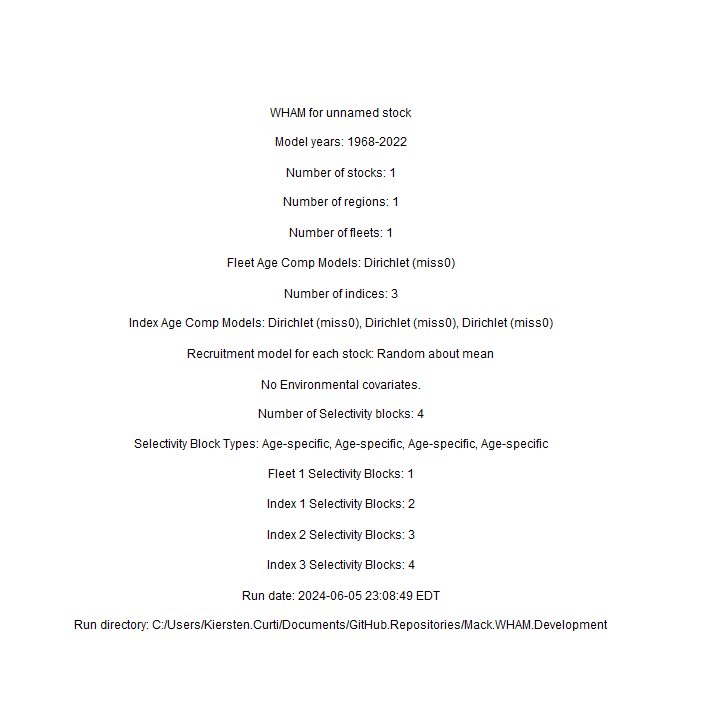 WHAM for unnamed stock
Model years: 1968-2022
Number of stocks: 1
Number of regions: 1
Number of fleets: 1
Fleet Age Comp Models: Dirichlet (miss0)
Number of indices: 3
Index Age Comp Models: Dirichlet (miss0), Dirichlet (miss0), Dirichlet (miss0)
Recruitment model for each stock: Random about mean
No Environmental covariates.
Number of Selectivity blocks: 4
Selectivity Block Types: Age-specific, Age-specific, Age-specific, Age-specific
Fleet 1 Selectivity Blocks: 1
Index 1 Selectivity Blocks: 2
Index 2 Selectivity Blocks: 3
Index 3 Selectivity Blocks: 4
Run date: 2024-06-05 23:08:49 EDT
Run directory: C:/Users/Kiersten.Curti/Documents/GitHub.Repositories/Mack.WHAM.Development